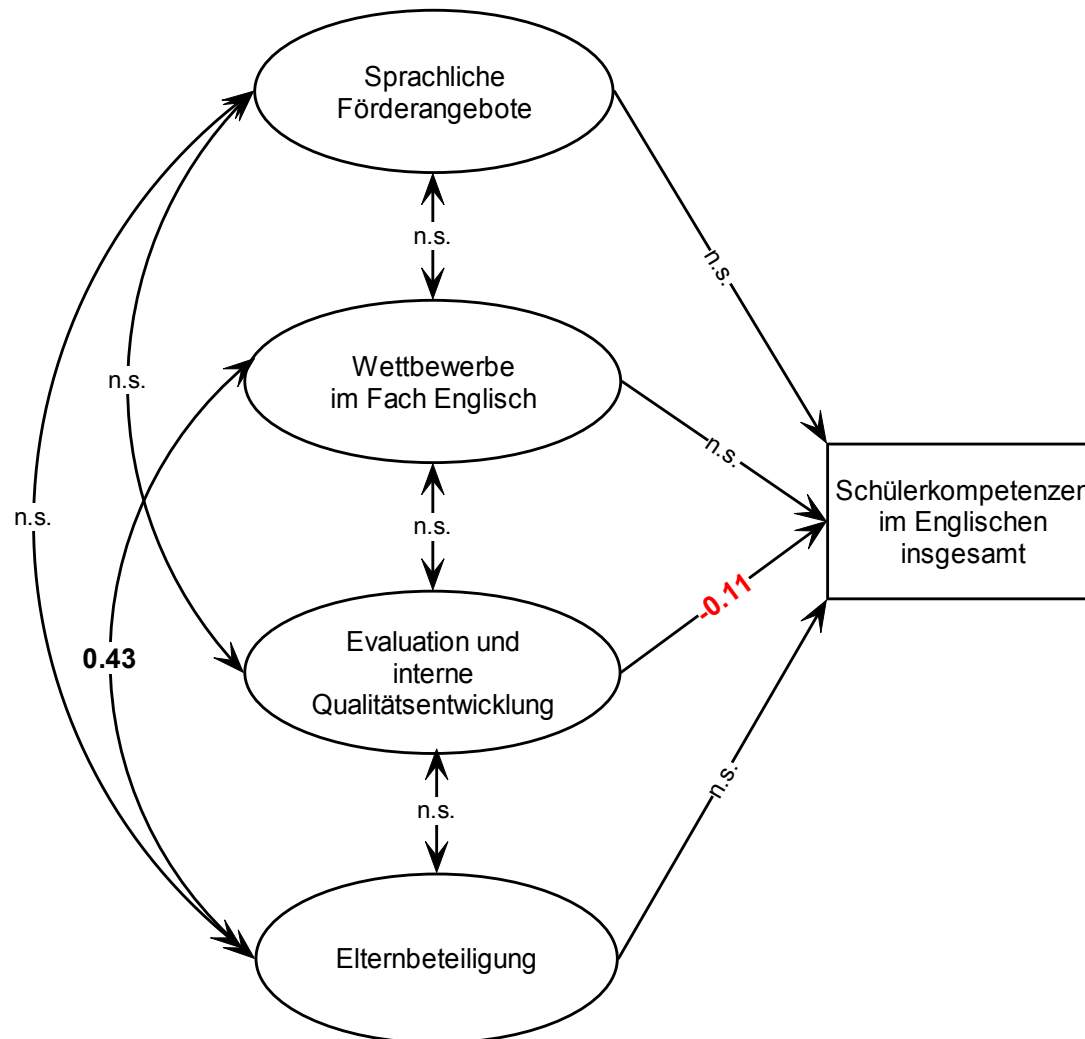 Sprachliche
Förderangebote
n.s.
n.s.
Wettbewerbe
im Fach Englisch
n.s.
n.s.
Schülerkompetenzen
im Englischen
insgesamt
n.s.
n.s.
-0.11
Evaluation und
interne
Qualitätsentwicklung
0.43
n.s.
n.s.
Elternbeteiligung